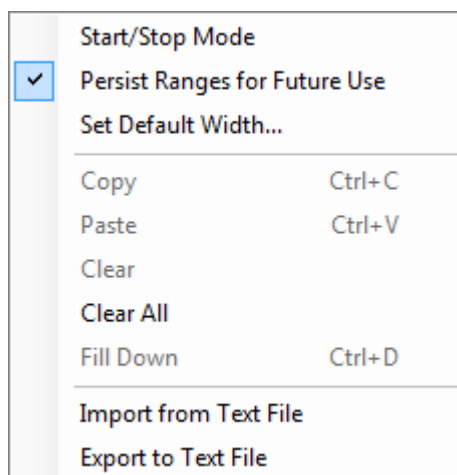 Start/Stop Mode
Persist Ranges for Future Use
Set Default Width...
Copy Ctrl+C
Paste Ctrl+V
Clear
Clear All
Fill Down Ctrl+D
Import from Text File
Export to Text File